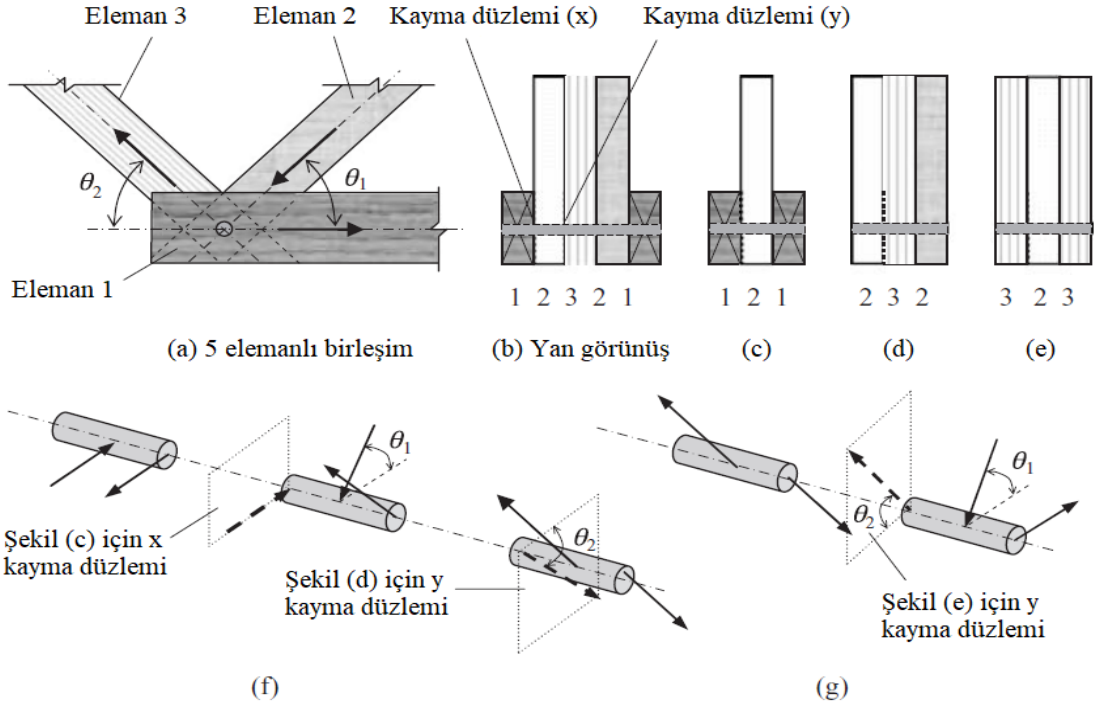 Eleman 3
Eleman 2
Kayma düzlemi (x)
Kayma düzlemi (y)
θ2
θ1
Eleman 1
1 2 3 2 1
1 2 1
2 3 2
3 2 3
(a) 5 elemanlı birleşim
(b) Yan görünüş
(c)
(d)
(e)
θ1
Şekil (c) için x
kayma düzlemi
θ2
Şekil (d) için y
kayma düzlemi
θ1
θ2
Şekil (e) için y
kayma düzlemi
(f)
(g)